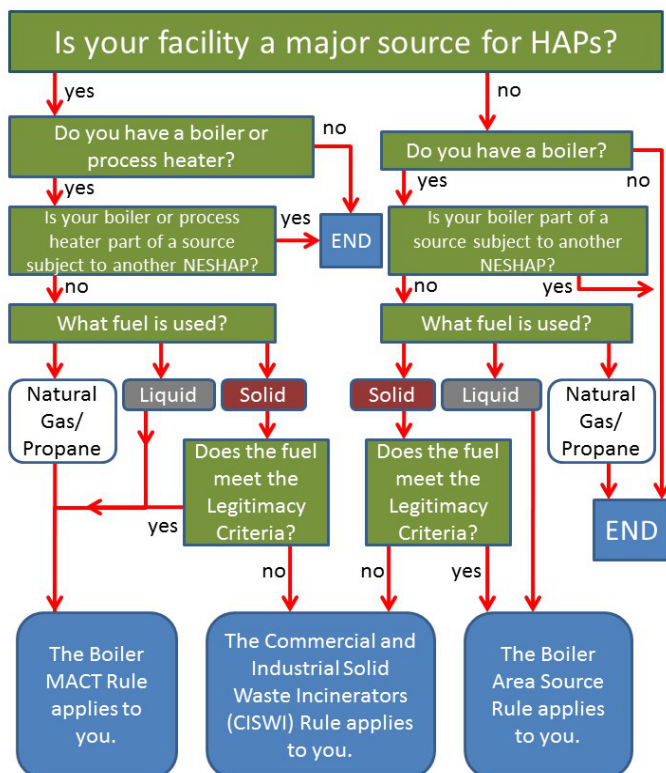 Is your facility a major source for HAPs?
yes
no
Do you have a boiler or
process heater?
no
Do you have a boiler?
yes
yes
no
Is your boiler or process
heater part of a source
subject to another NESHAP?
yes
END
Is your boiler part of a
source subject to another
NESHAP?
no
no
yes
What fuel is used?
What fuel is used?
Natural
Gas/
Propane
Liquid
Solid
Solid
Liquid
Natural
Gas/
Propane
Does the fuel
meet the
Legitimacy
Criteria?
Does the fuel
meet the
Legitimacy
Criteria?
yes
END
no
no
yes
The Boiler
MACT Rule
applies to
you.
The Commercial and
Industrial Solid
Waste Incinerators
(CISWI) Rule applies
to you.
The Boiler
Area Source
Rule applies to
you.